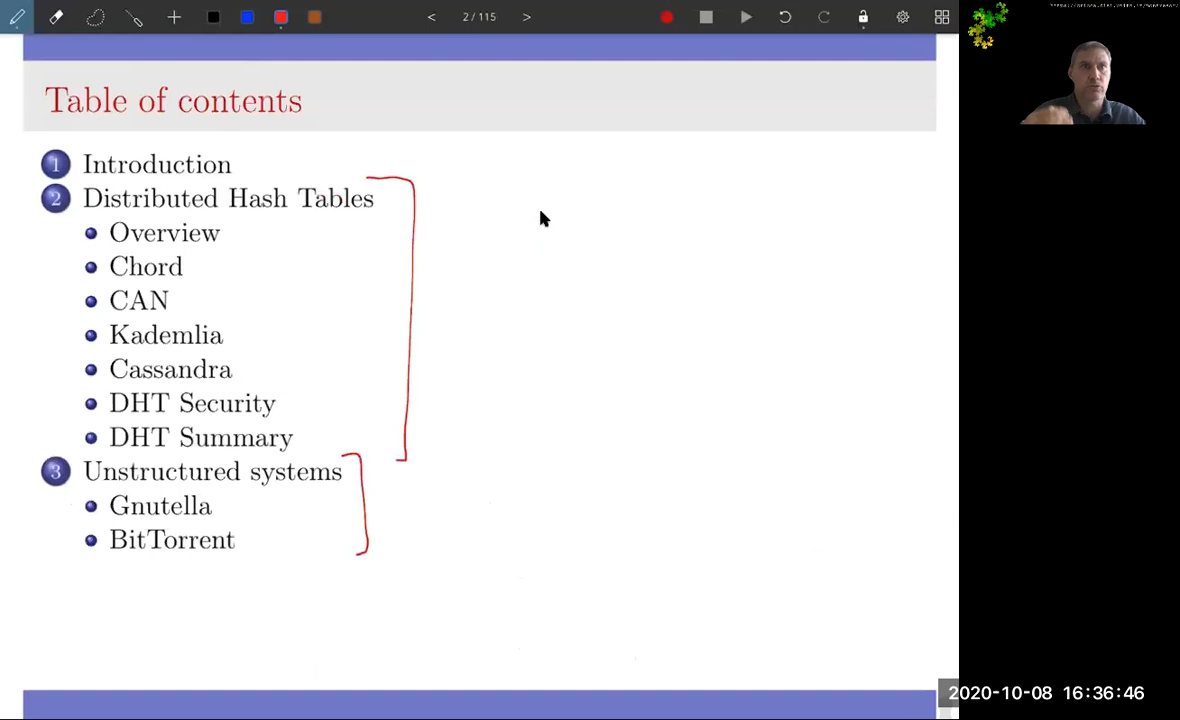 < 2 / 115 >
Table of contents
1 Introduction
2 Distributed Hash Tables
Overview
Chord
CAN
Kademlia
Cassandra
DHT Security
DHT Summary
3 Unstructured systems
Gnutella
BitTorrent
2020-10-08 16:36:46